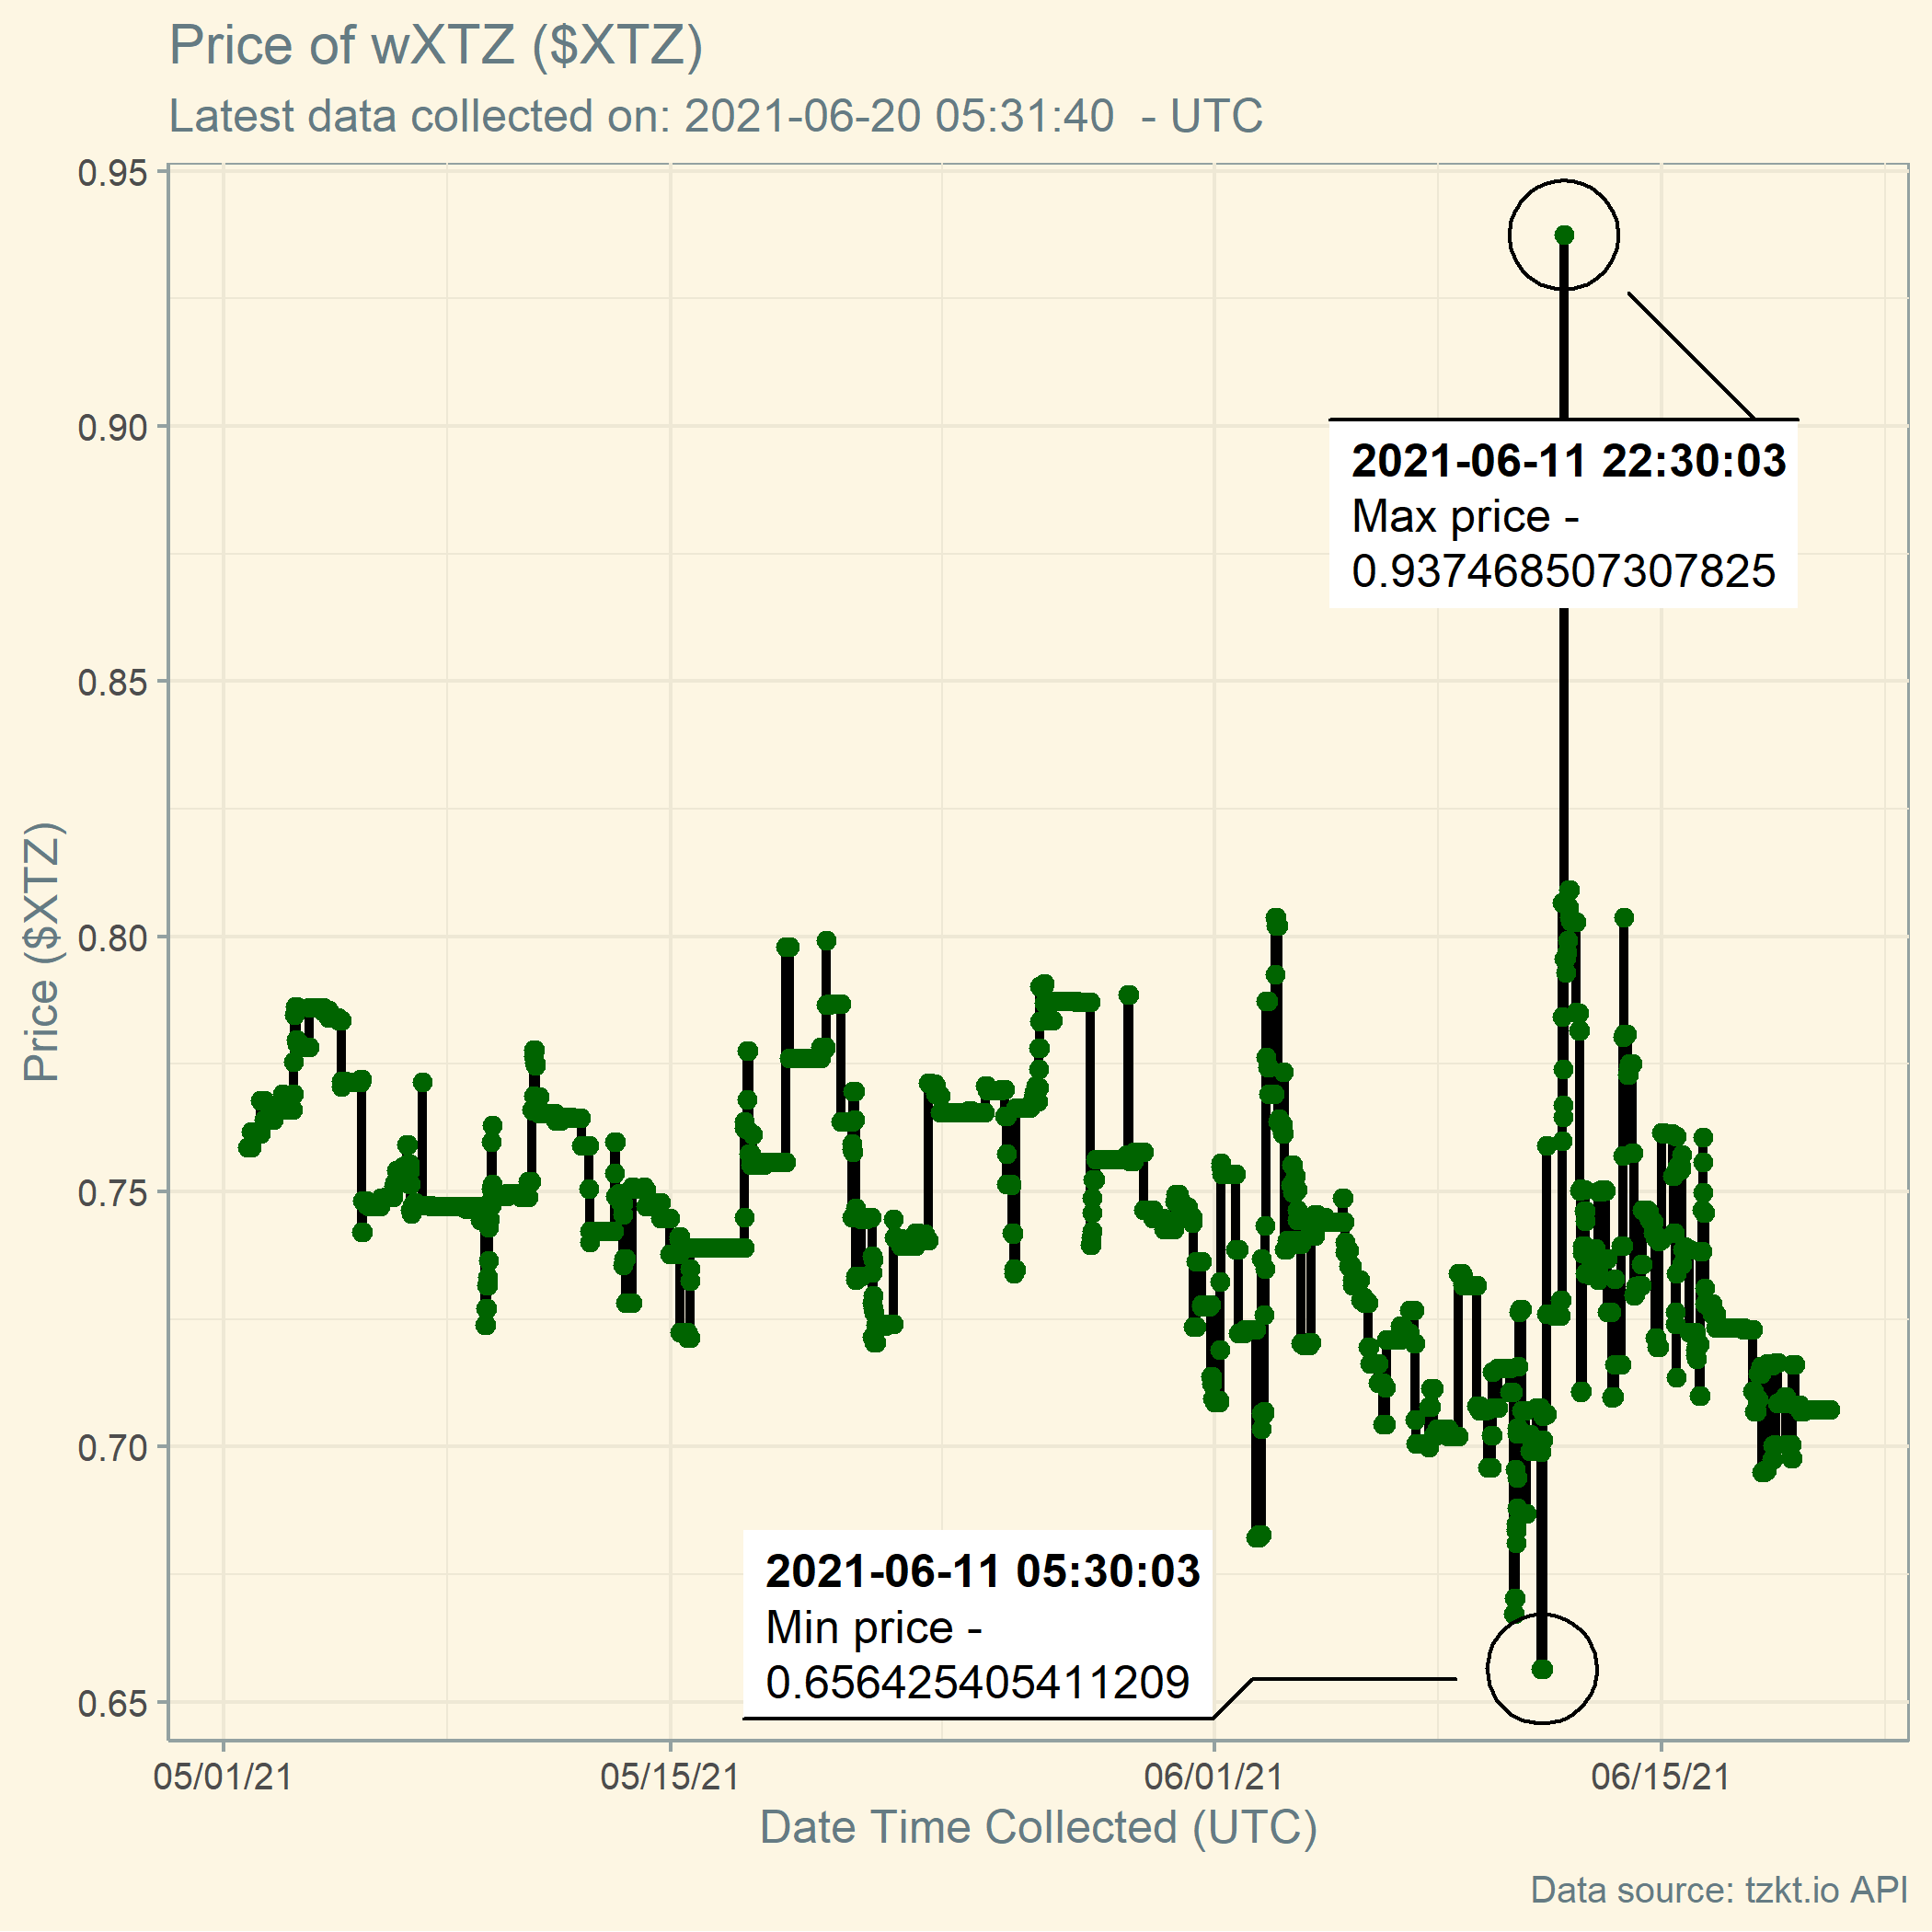 Price of wXTZ ($XTZ)
Latest data collected on: 2021-06-20 05:31:40  - UTC
0.95
0.90
0.85
0.80
0.75
0.70
0.65
Price ($XTZ)
2021-06-11 22:30:03
Max price -
0.937468507307825
2021-06-11 05:30:03
Min price -
0.656425405411209
05/01/21
05/15/21
06/01/21
06/15/21
Date Time Collected (UTC)
Data source: tzkt.io API